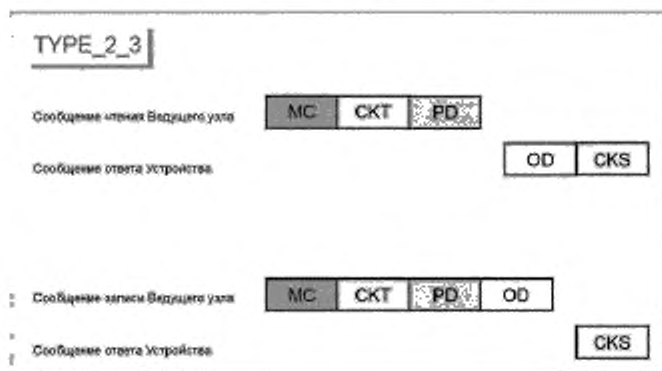 TYPE_2_3
Сообщение чтения Ведущего узла
MC CKT PD
Сообщение ответа Устройства
OD CKS
Сообщение записи Ведущего узла
MC CKT PD OD
Сообщение ответа Устройства
CKS